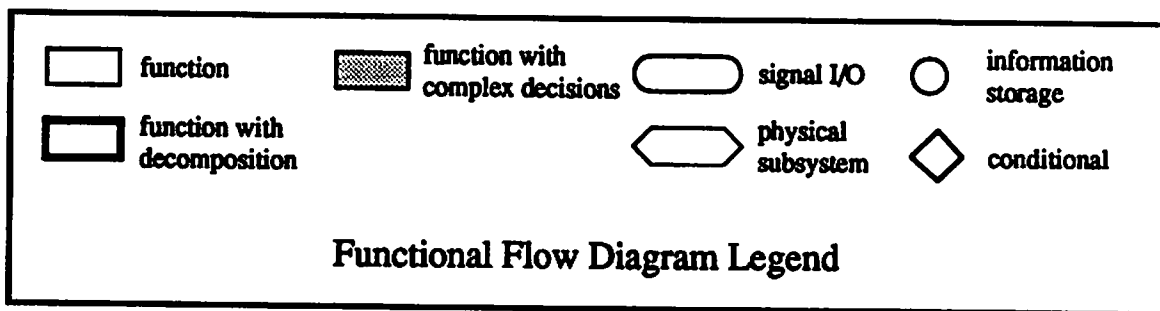 function
function with
complex decisions
signal I/O
information
storage
function with
decomposition
physical
subsystem
conditional
Functional Flow Diagram Legend